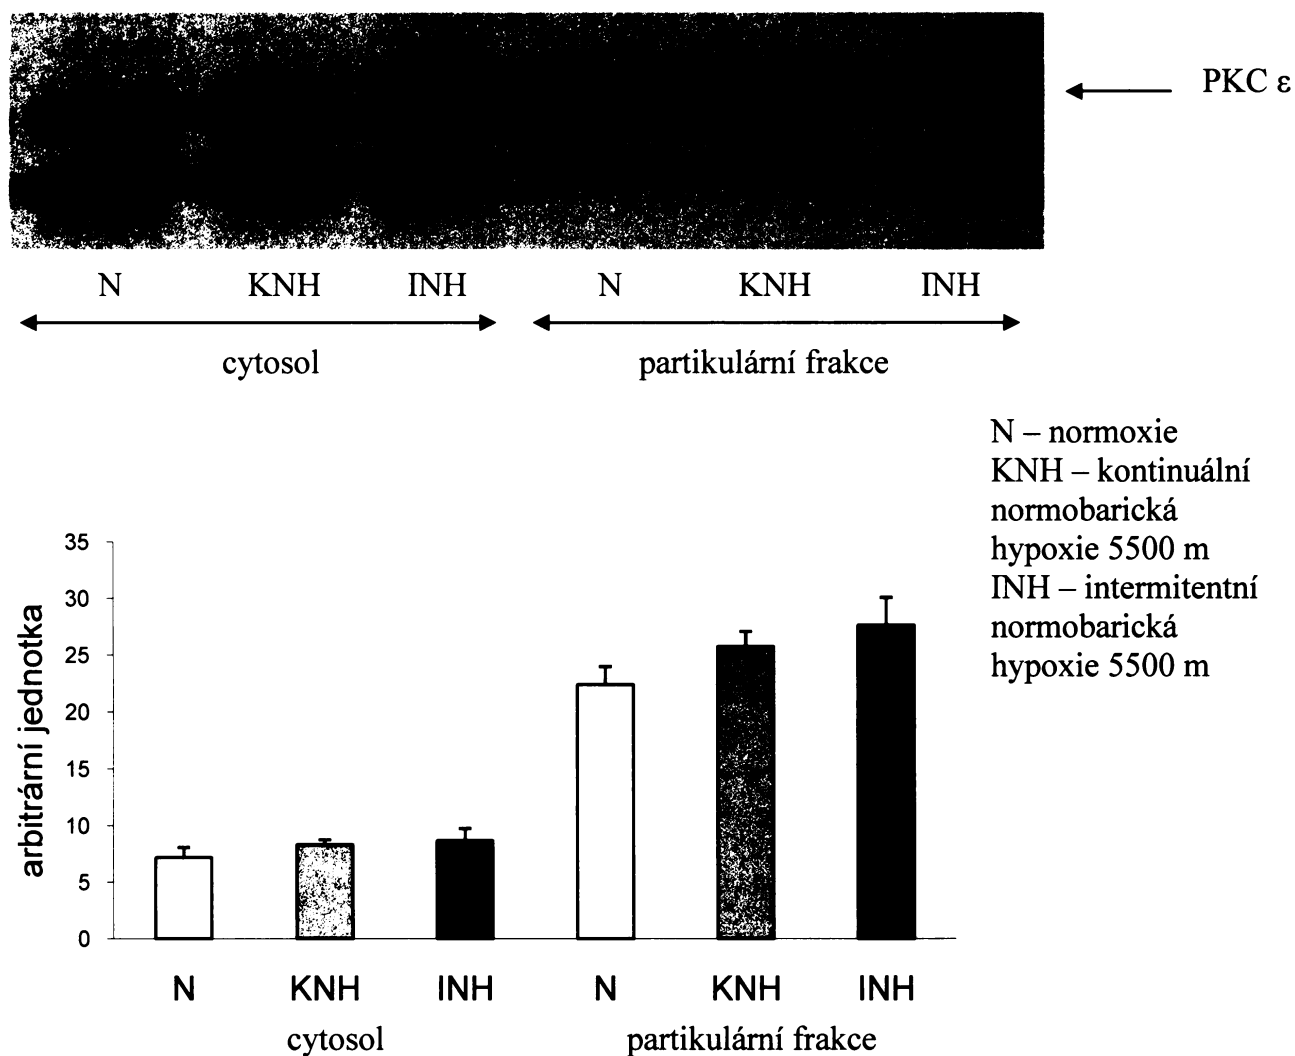 PKC ε
N KNH INH N KNH INH
cytosol partikulární frakce
N – normoxie
KNH – kontinuální
normobarická
hypoxie 5500 m
INH – intermitentní
normobarická
hypoxie 5500 m
arbitrární jednotka
35
30
25
20
15
10
5
0
N KNH INH N KNH INH
cytosol partikulární frakce